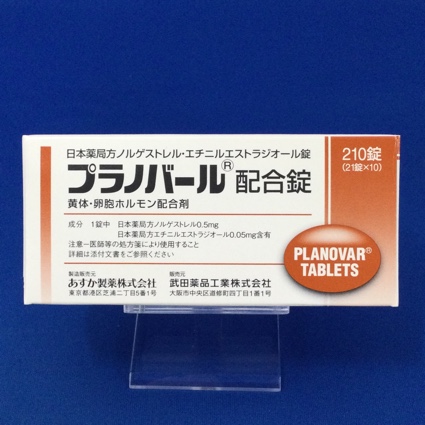 日本薬局方ノルゲストレル・エチニルエストラジオール錠
プラノバール®配合錠
黄体・卵胞ホルモン配合剤
210錠
(21錠×10)
成分 1錠中 日本薬局方ノルゲストレル0.5mg
日本薬局方エチニルエストラジオール0.05mg含有
注意－医師等の処方箋により使用すること
詳細は添付文書をご参照ください
PLANOVAR®
TABLETS
製造販売元
あすか製薬株式会社
東京都港区芝浦二丁目5番1号
販売元
武田薬品工業株式会社
大阪市中央区道修町四丁目1番1号